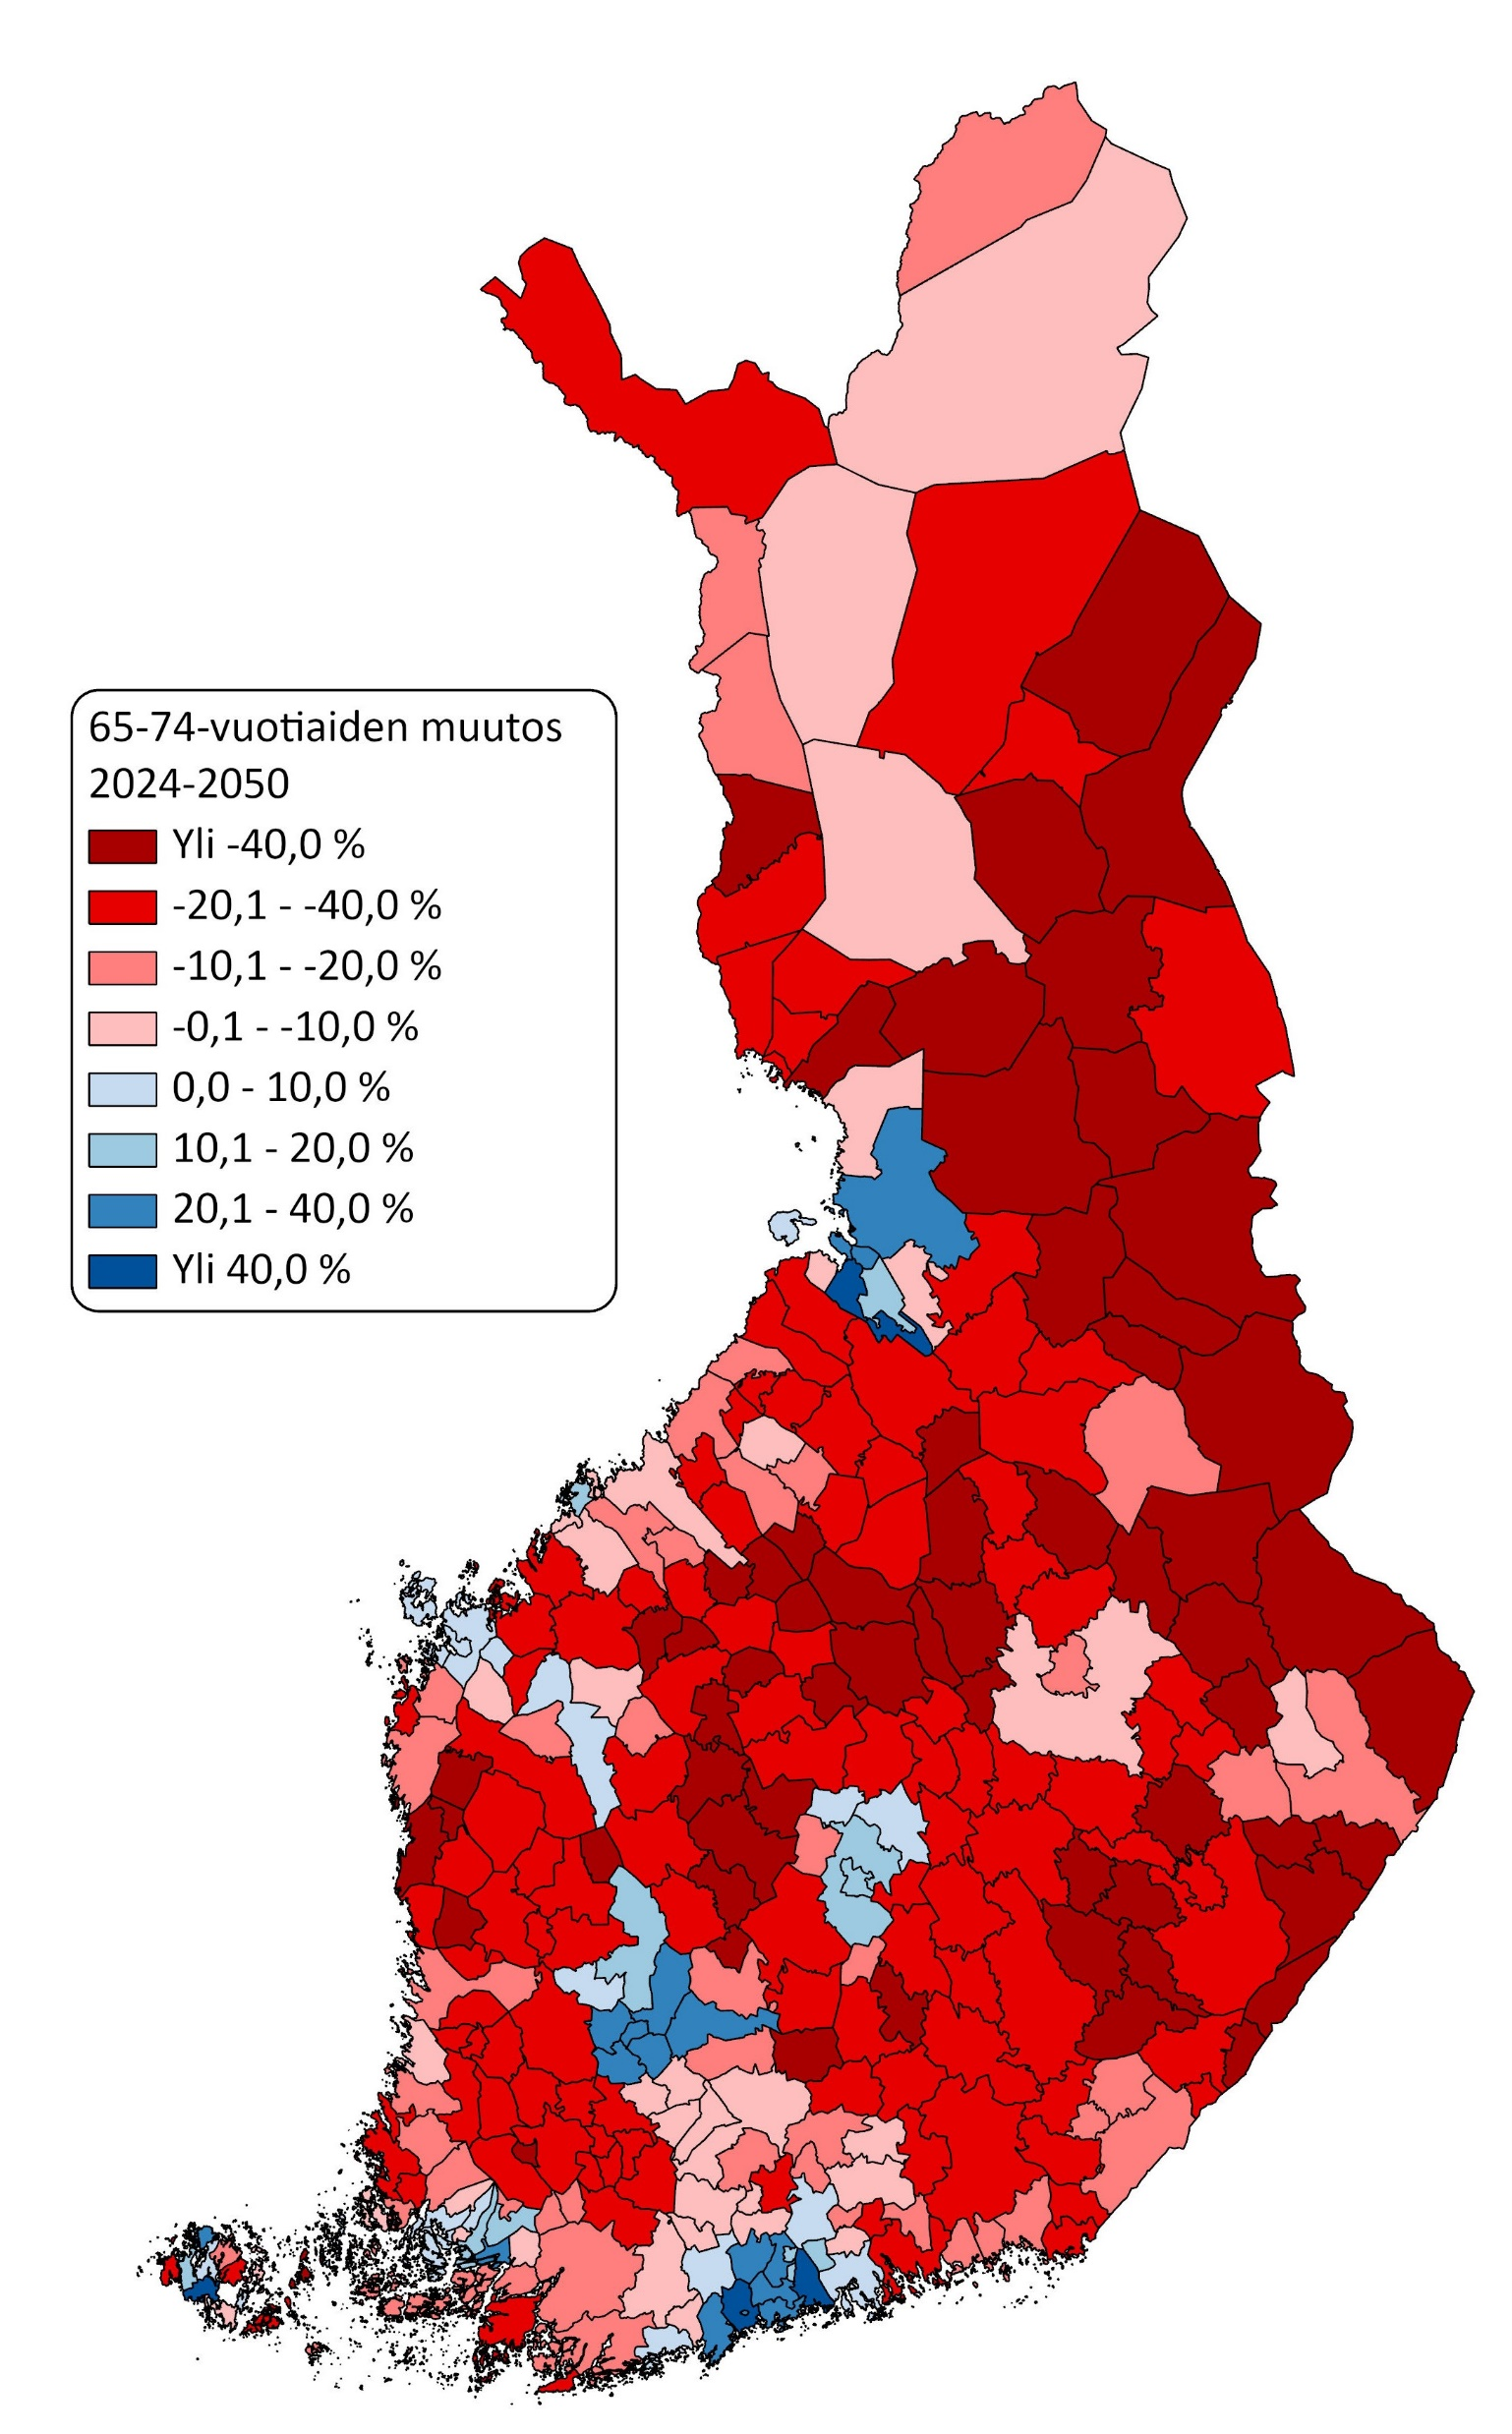 65-74-vuotiaiden muutos
2024-2050
Yli -40,0 %
-20,1 - -40,0 %
-10,1 - -20,0 %
-0,1 - -10,0 %
0,0 - 10,0 %
10,1 - 20,0 %
20,1 - 40,0 %
Yli 40,0 %